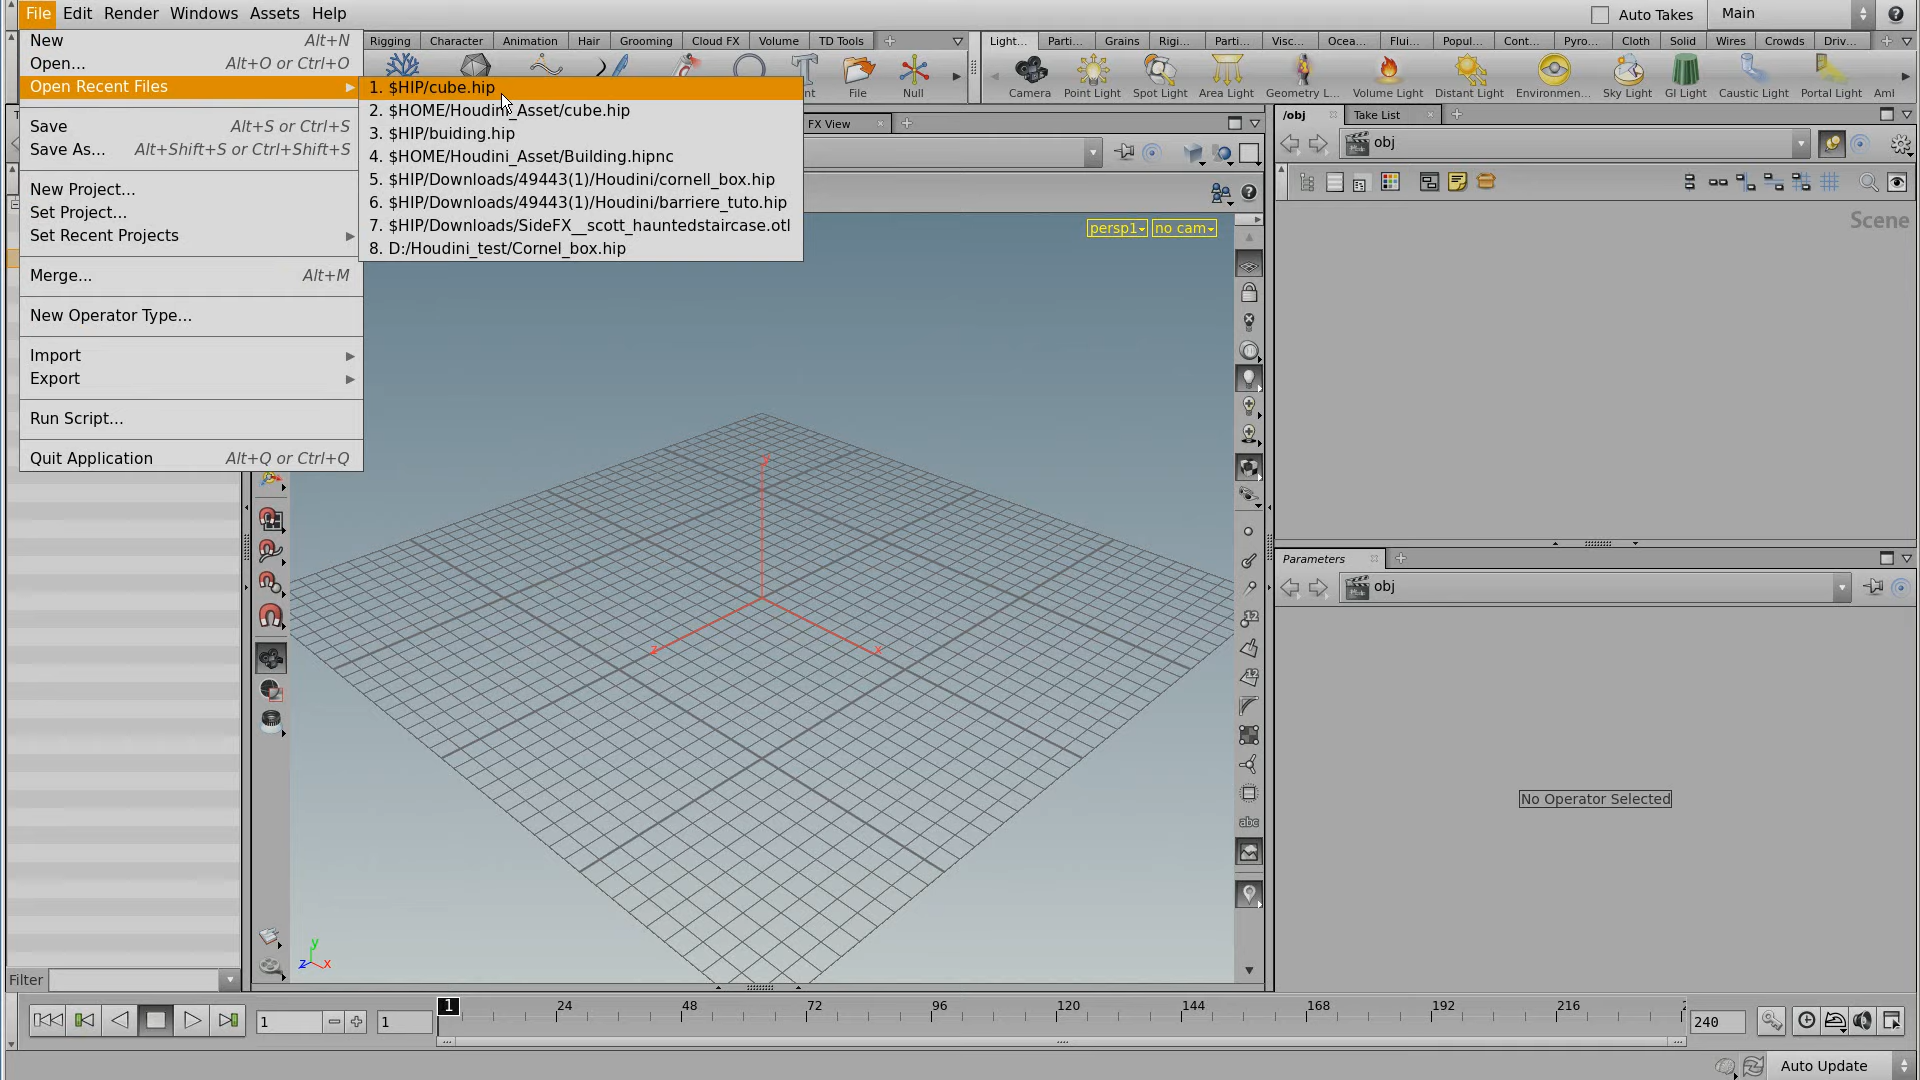 File Edit Render Windows Assets Help
Auto Takes Main
New Alt+N
Open... Alt+O or Ctrl+O
Open Recent Files
Save Alt+S or Ctrl+S
Save As... Alt+Shift+S or Ctrl+Shift+S
New Project...
Set Project...
Set Recent Projects
Merge... Alt+M
New Operator Type...
Import
Export
Run Script...
Quit Application Alt+Q or Ctrl+Q
1. $HIP/cube.hip
2. $HOME/Houdini_Asset/cube.hip
3. $HIP/buiding.hip
4. $HOME/Houdini_Asset/Building.hipnc
5. $HIP/Downloads/49443(1)/Houdini/cornell_box.hip
6. $HIP/Downloads/49443(1)/Houdini/barriere_tuto.hip
7. $HIP/Downloads/SideFX__scott_hauntedstaircase.otl
8. D:/Houdini_test/Cornel_box.hip
Rigging Character Animation Hair Grooming Cloud FX Volume TD Tools
File Null
Light... Parti... Grains Rigi... Parti... Visc... Ocea... Flui... Popul... Cont... Pyro... Cloth Solid Wires Crowds Driv...
Camera Point Light Spot Light Area Light Geometry L... Volume Light Distant Light Environmen... Sky Light GI Light Caustic Light Portal Light Aml
FX View
/obj Take List
obj
persp1 no cam
Scene
z x
y
z x
12
12
abc
Parameters
obj
No Operator Selected
Filter
1 1
1 24 48 72 96 120 144 168 192 216
240
Auto Update